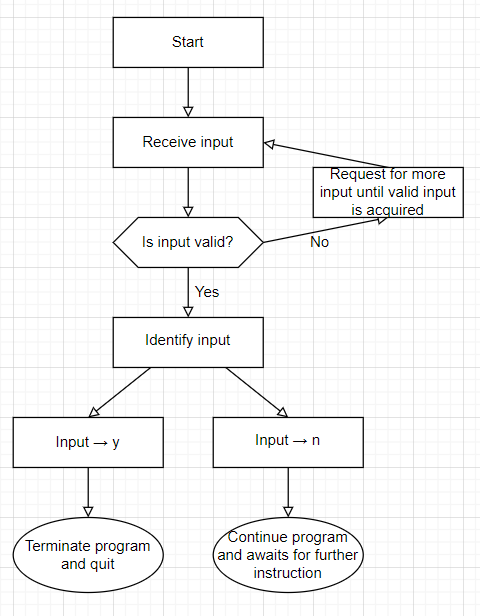 Start
Receive input
Request for more
input until valid input
is acquired
Is input valid?
No
Yes
Identify input
Input → y
Input → n
Terminate program
and quit
Continue program
and awaits for further
instruction